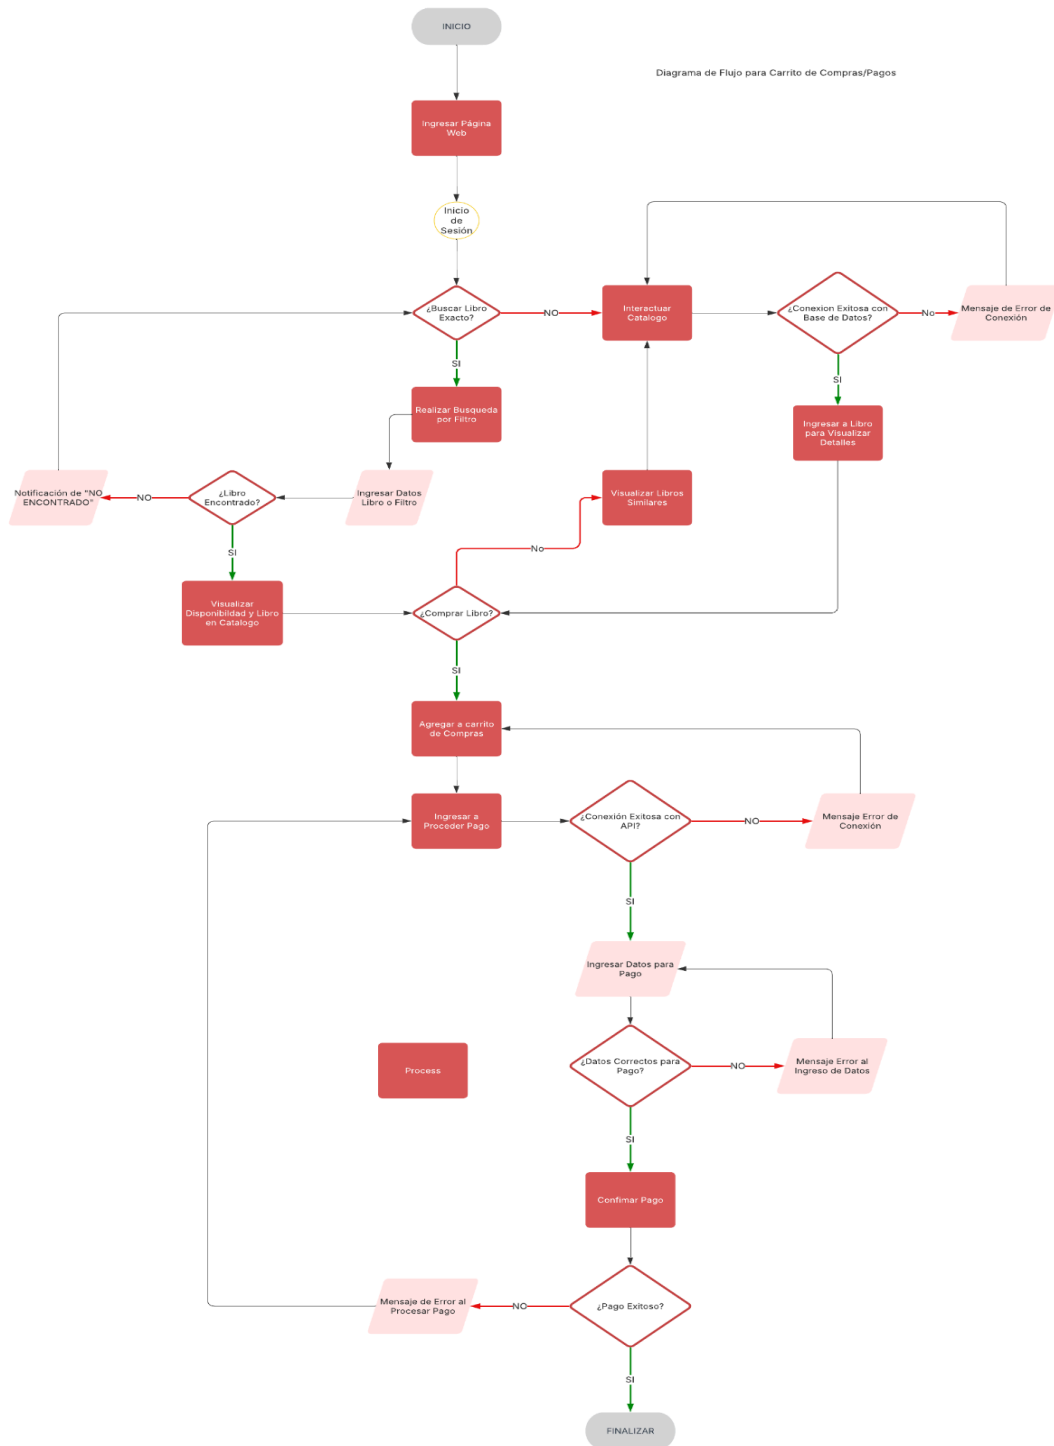 INICIO
Diagrama de Flujo para Carrito de Compras/Pagos
Ingresar Página
Web
Inicio
de
Sesión
¿Buscar Libro
Exacto?
NO
Interactuar
Catalogo
¿Conexion Exitosa con
Base de Datos?
No
Mensaje de Error de
Conexión
SI
SI
Realizar Busqueda
por Filtro
Ingresar a Libro
para Visualizar
Detalles
Notificación de "NO
ENCONTRADO"
NO
¿Libro
Encontrado?
Ingresar Datos
Libro o Filtro
Visualizar Libros
Similares
SI
No
Visualizar
Disponibildad y Libro
en Catalogo
¿Comprar Libro?
SI
Agregar a carrito
de Compras
Ingresar a
Proceder Pago
¿Conexión Exitosa con
API?
NO
Mensaje Error de
Conexión
SI
Ingresar Datos para
Pago
Process
¿Datos Correctos para
Pago?
NO
Mensaje Error al
Ingreso de Datos
SI
Confimar Pago
Mensaje de Error al
Procesar Pago
NO
¿Pago Exitoso?
SI
FINALIZAR